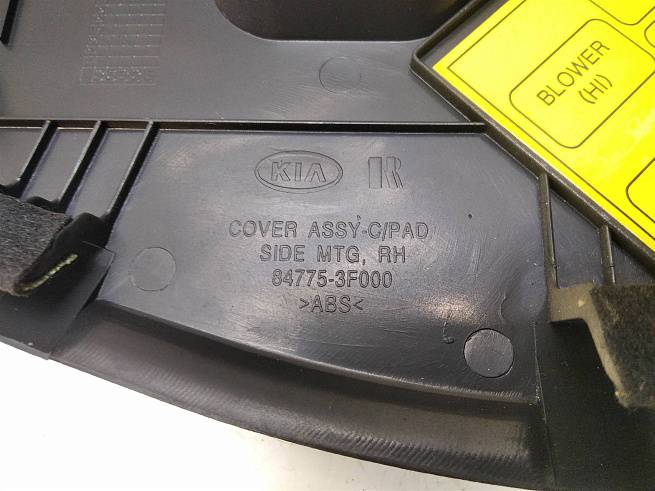 BLOWER
(HI)
KIA R
COVER ASSY-C/PAD
SIDE MTG, RH
84775-3F000
>ABS<